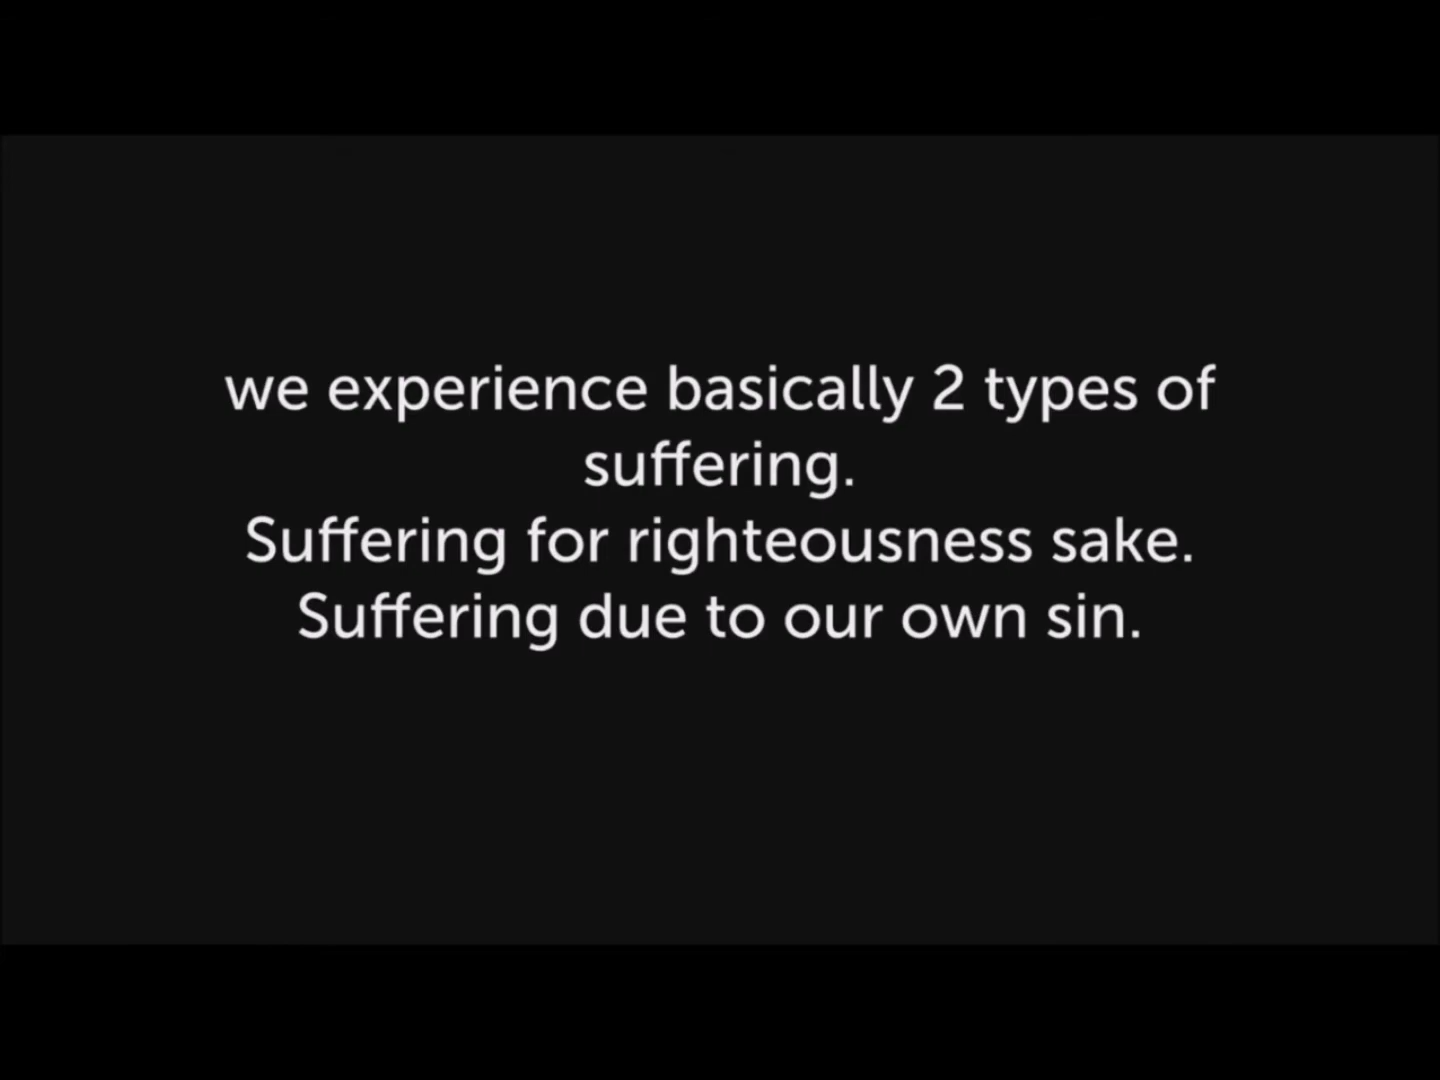 we experience basically 2 types of
suffering.
Suffering for righteousness sake.
Suffering due to our own sin.